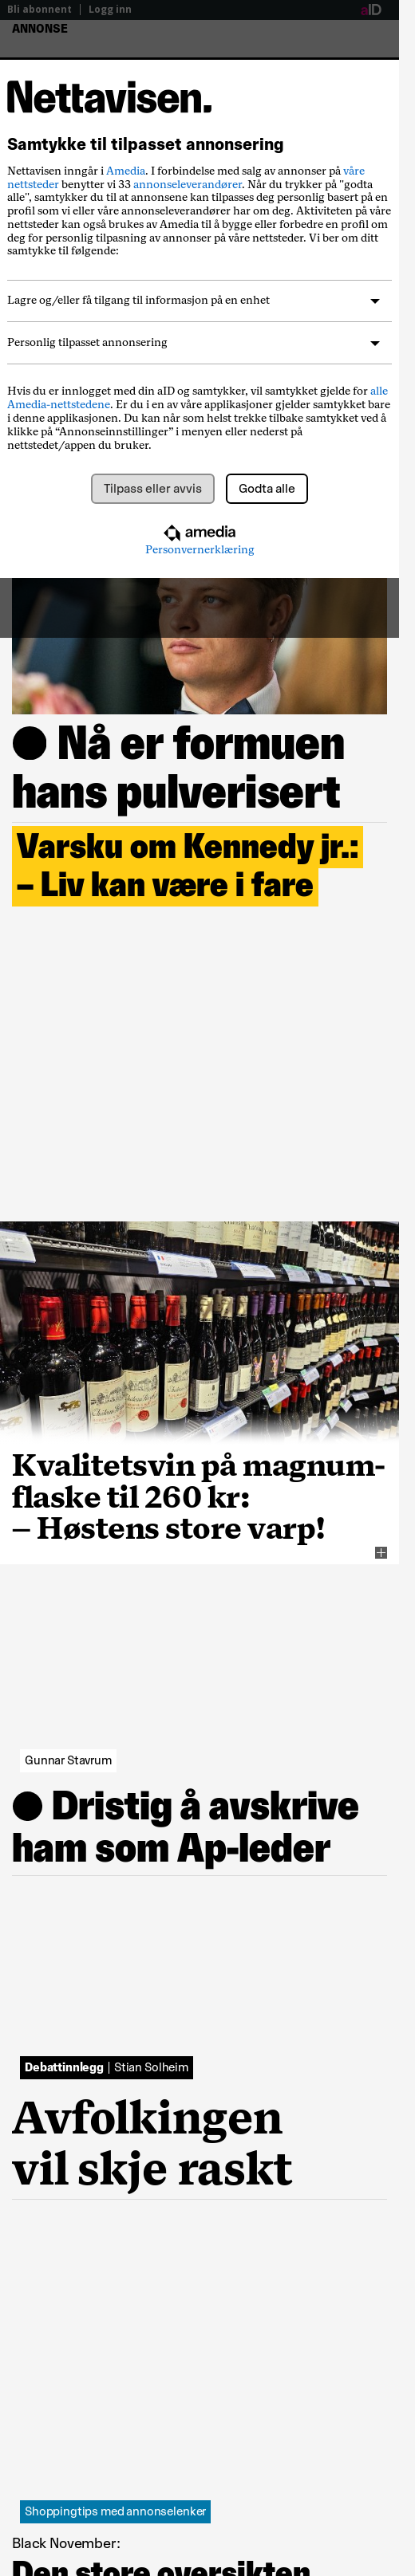 Bli abonnent | Logg inn
aID
ANNONSE
Nettavisen.
Samtykke til tilpasset annonsering
Nettavisen inngår i Amedia. I forbindelse med salg av annonser på våre
nettsteder benytter vi 33 annonseleverandører. Når du trykker på "godta
alle", samtykker du til at annonsene kan tilpasses deg personlig basert på en
profil som vi eller våre annonseleverandører har om deg. Aktiviteten på våre
nettsteder kan også brukes av Amedia til å bygge eller forbedre en profil om
deg for personlig tilpasning av annonser på våre nettsteder. Vi ber om ditt
samtykke til følgende:
Lagre og/eller få tilgang til informasjon på en enhet
Personlig tilpasset annonsering
Hvis du er innlogget med din aID og samtykker, vil samtykket gjelde for alle
Amedia-nettstedene. Er du i en av våre applikasjoner gjelder samtykket bare
i denne applikasjonen. Du kan når som helst trekke tilbake samtykket ved å
klikke på “Annonseinnstillinger” i menyen eller nederst på
nettstedet/appen du bruker.
Tilpass eller avvis
Godta alle
amedia
Personvernerklæring
● Nå er formuen
hans pulverisert
Varsku om Kennedy jr.:
– Liv kan være i fare
Kvalitetsvin på magnum-
flaske til 260 kr:
– Høstens store varp!
Gunnar Stavrum
● Dristig å avskrive
ham som Ap-leder
Debattinnlegg | Stian Solheim
Avfolkingen
vil skje raskt
Shoppingtips med annonselenker
Black November:
Den store oversikten